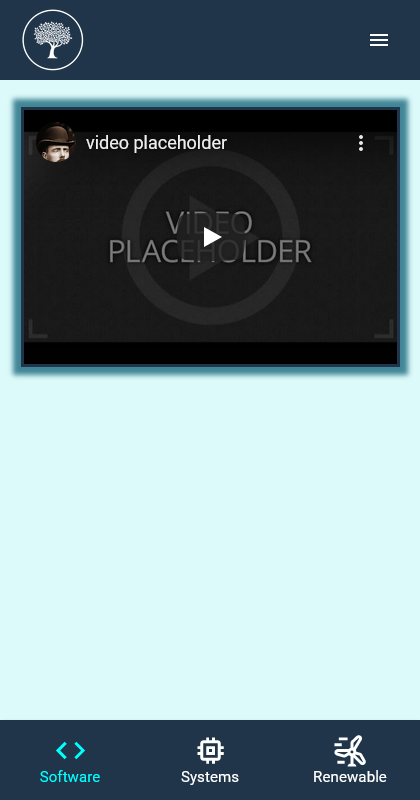 video placeholder
VIDEO
PLACEHOLDER
Software
Systems
Renewable